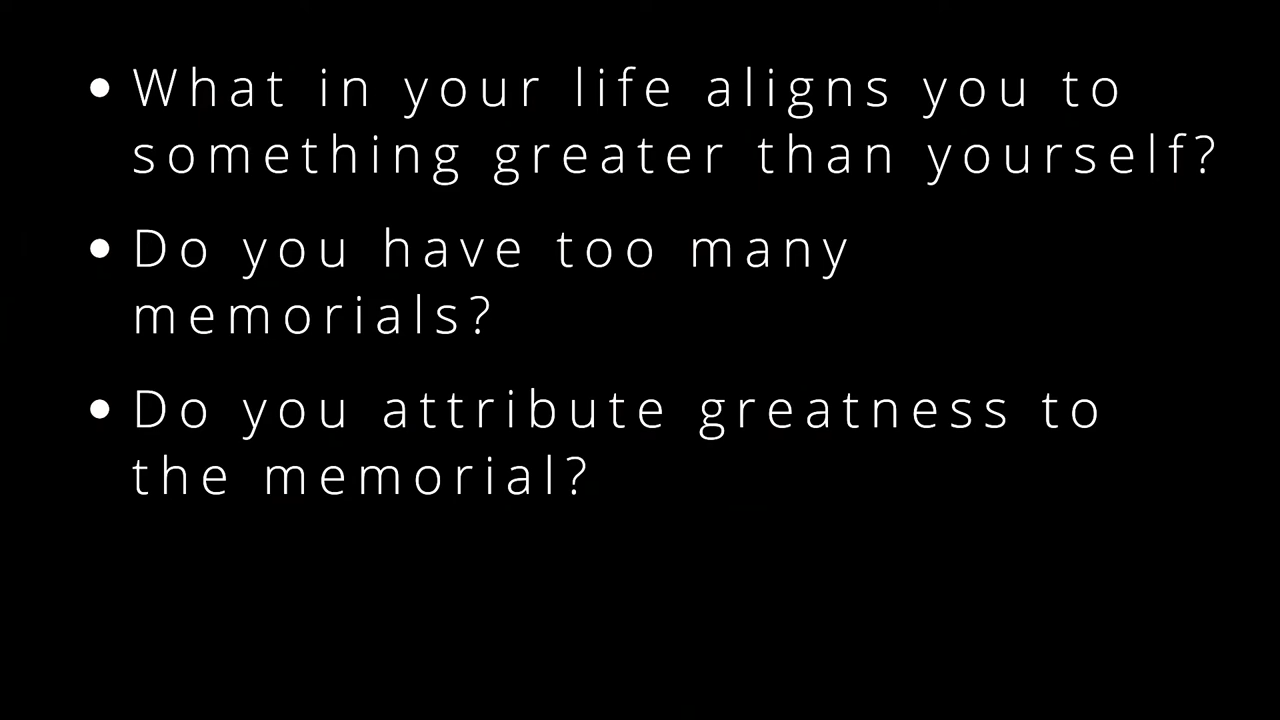 • What in your life aligns you to
something greater than yourself?
• Do you have too many
memorials?
• Do you attribute greatness to
the memorial?